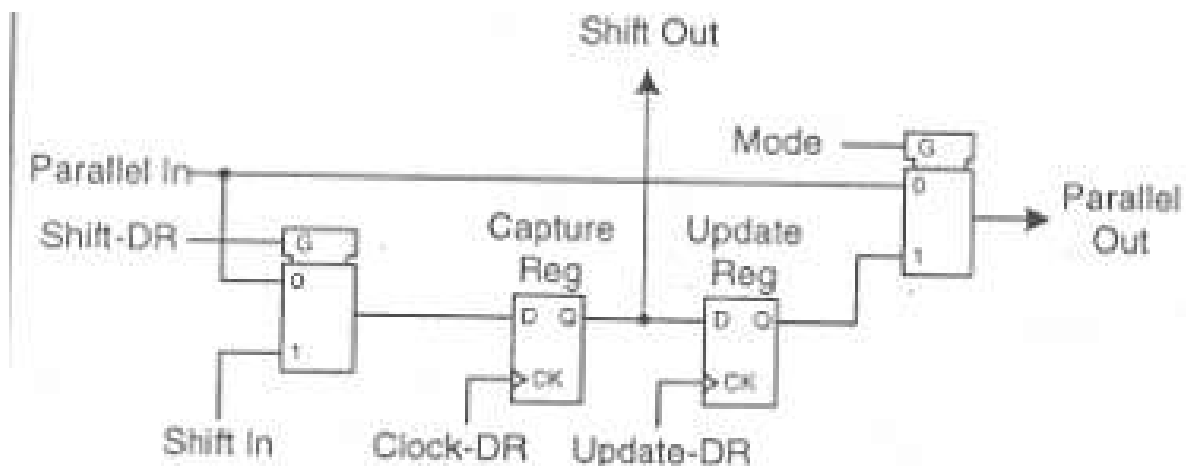 Shift Out
Mode
G
Parallel In
0
Parallel
Out
Shift-DR
G
Capture
Reg
Update
Reg
1
0
D Q
D Q
1
CK
CK
Shift In
Clock-DR
Update-DR